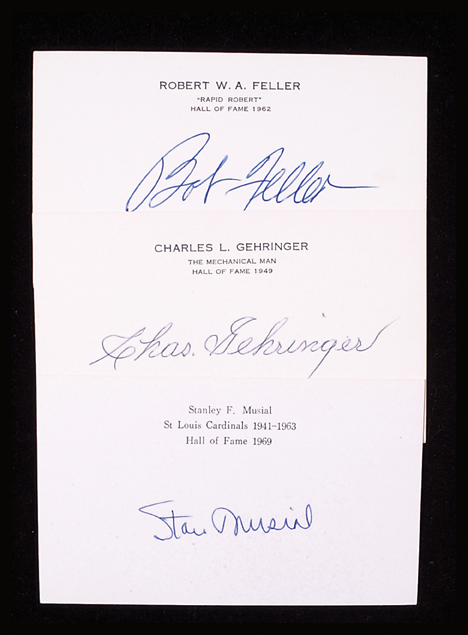 ROBERT W. A. FELLER
"RAPID ROBERT"
HALL OF FAME 1962
Bob Feller
CHARLES L. GEHRINGER
THE MECHANICAL MAN
HALL OF FAME 1949
Chas. Gehringer
Stanley F. Musial
St Louis Cardinals 1941-1963
Hall of Fame 1969
Stan Musial